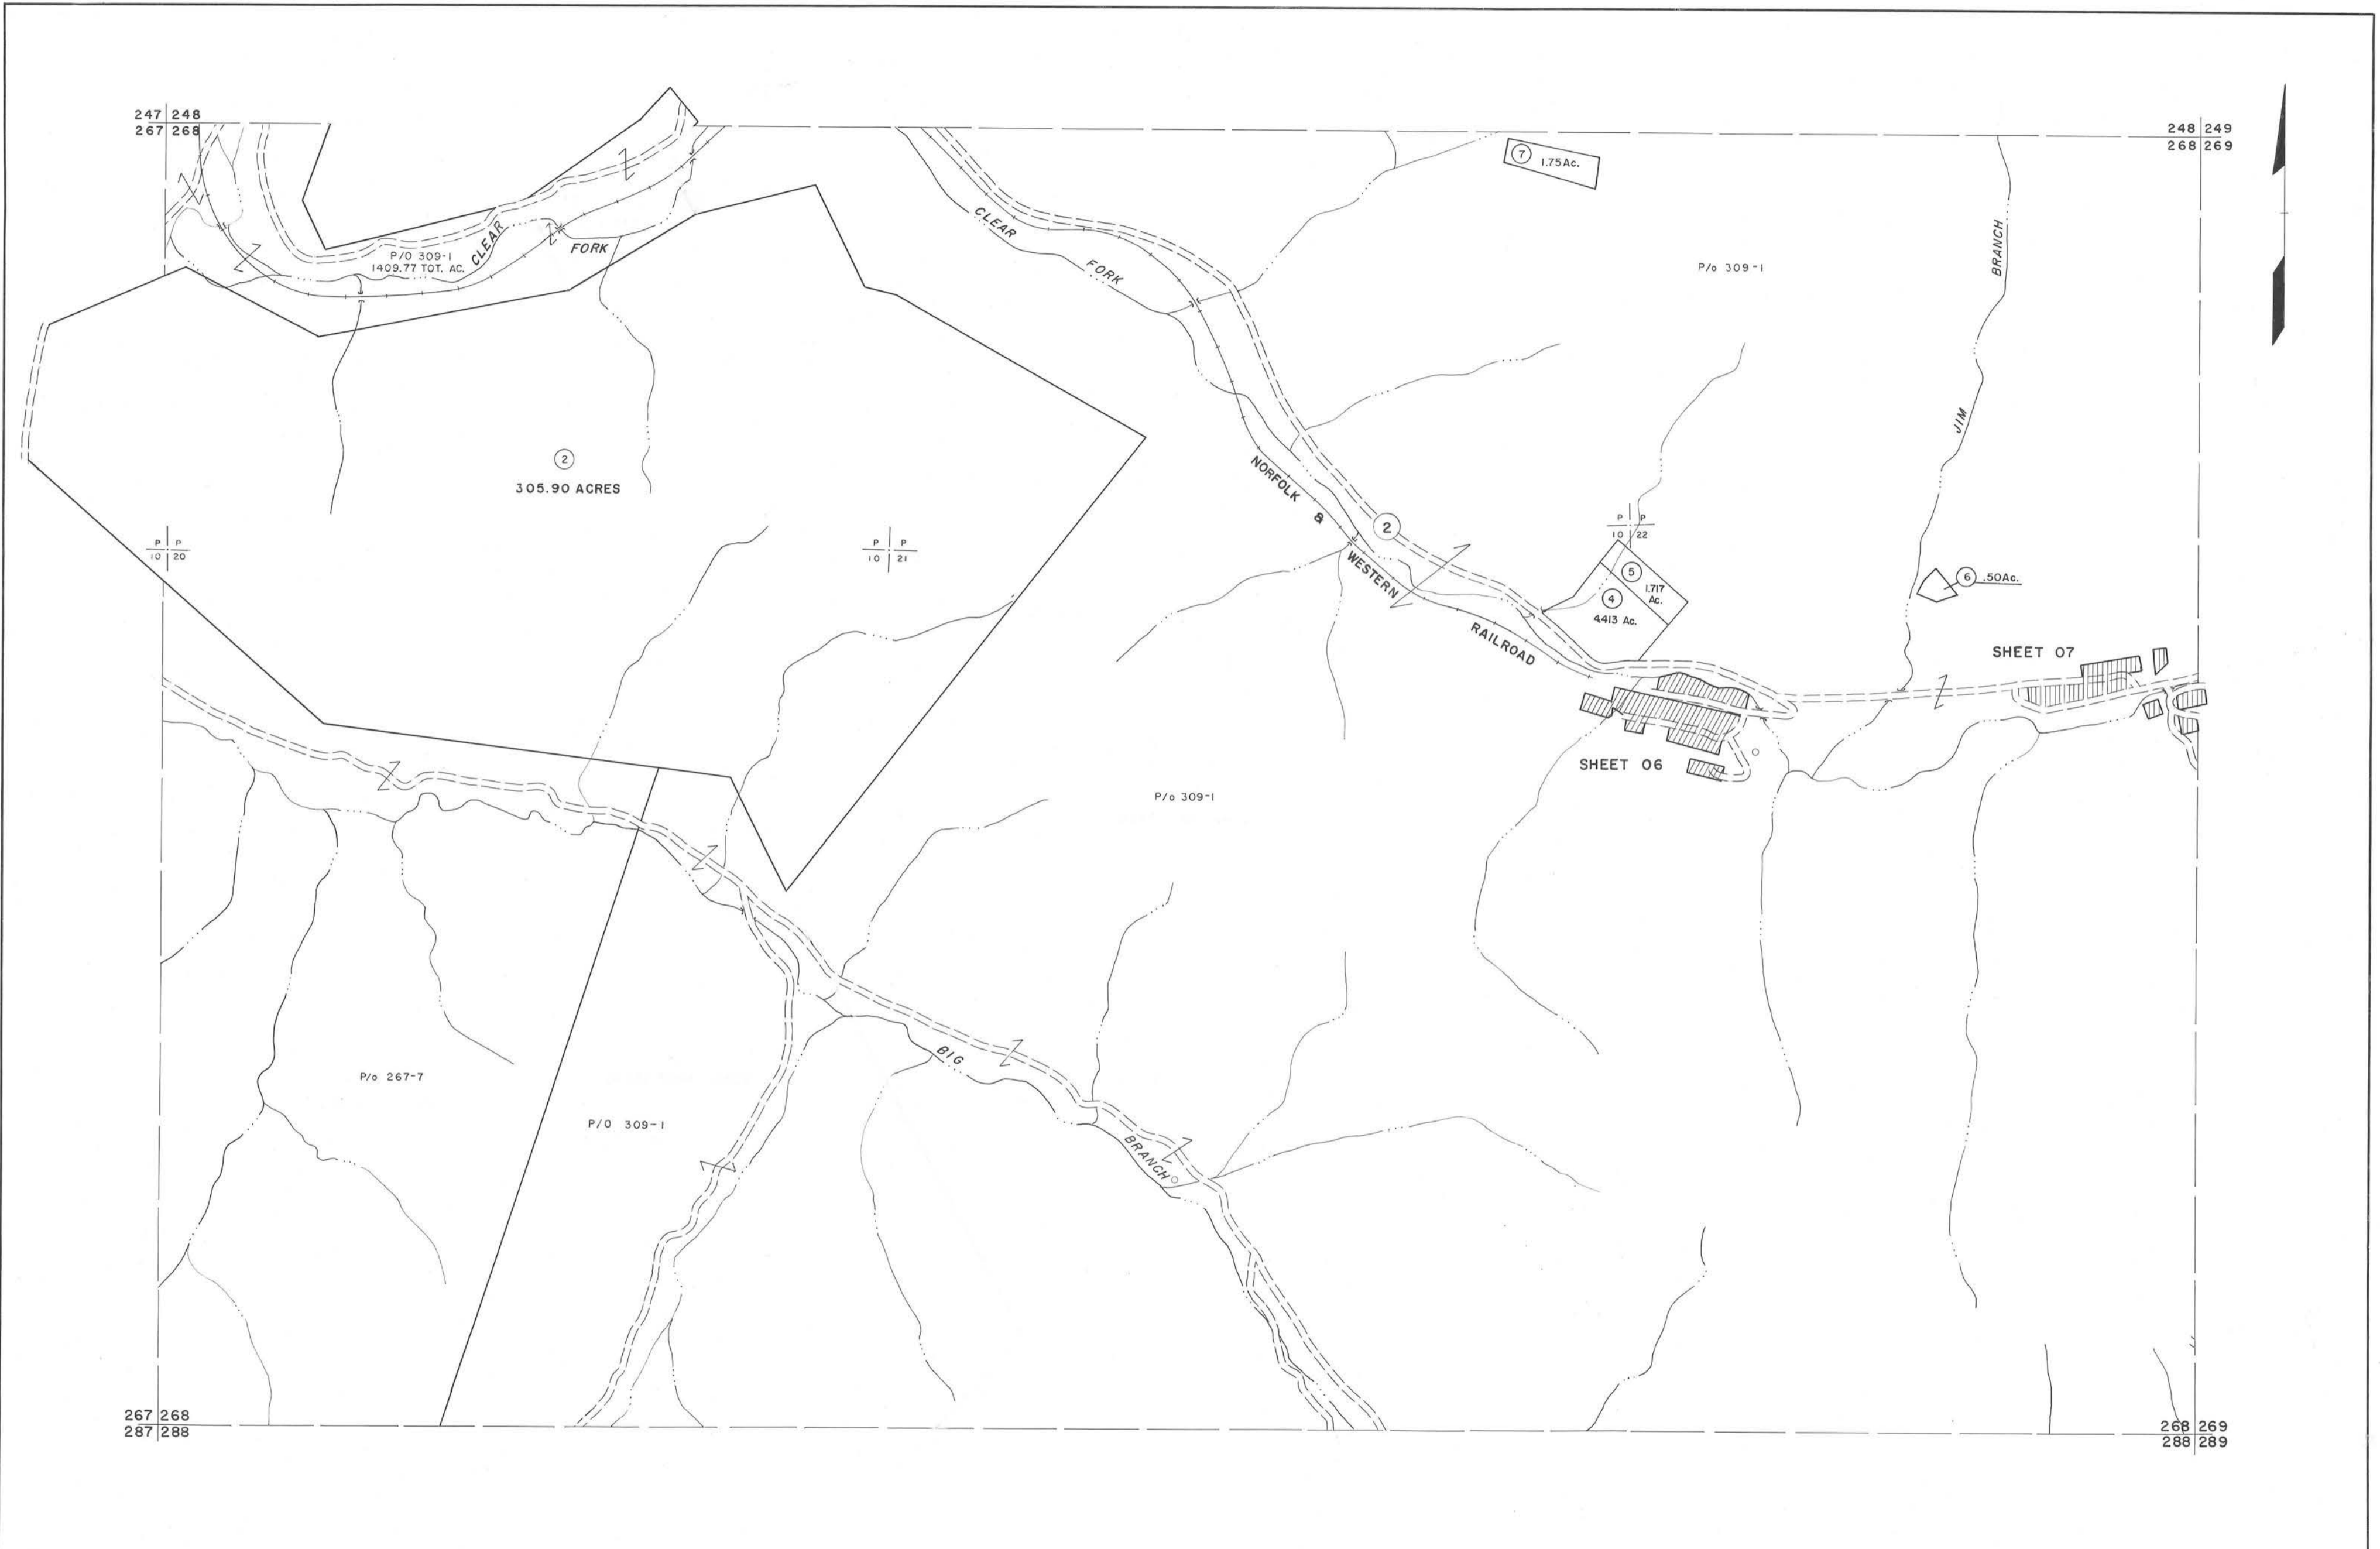 247 248
267 268
248 249
268 269
7 1.75 Ac.
CLEAR
FORK
P/O 309-1
1409.77 TOT. AC.
CLEAR
FORK
P/o 309-1
BRANCH
JIM
2
305.90 ACRES
NORFOLK & WESTERN RAILROAD
2
P P
10 20
P P
10 21
P P
10 22
5
1.717
Ac.
4
4.413 Ac.
6 .50Ac.
SHEET 07
SHEET 06
P/o 309-1
P/o 267-7
P/O 309-1
BIG
BRANCH
267 268
287 288
268 269
288 289